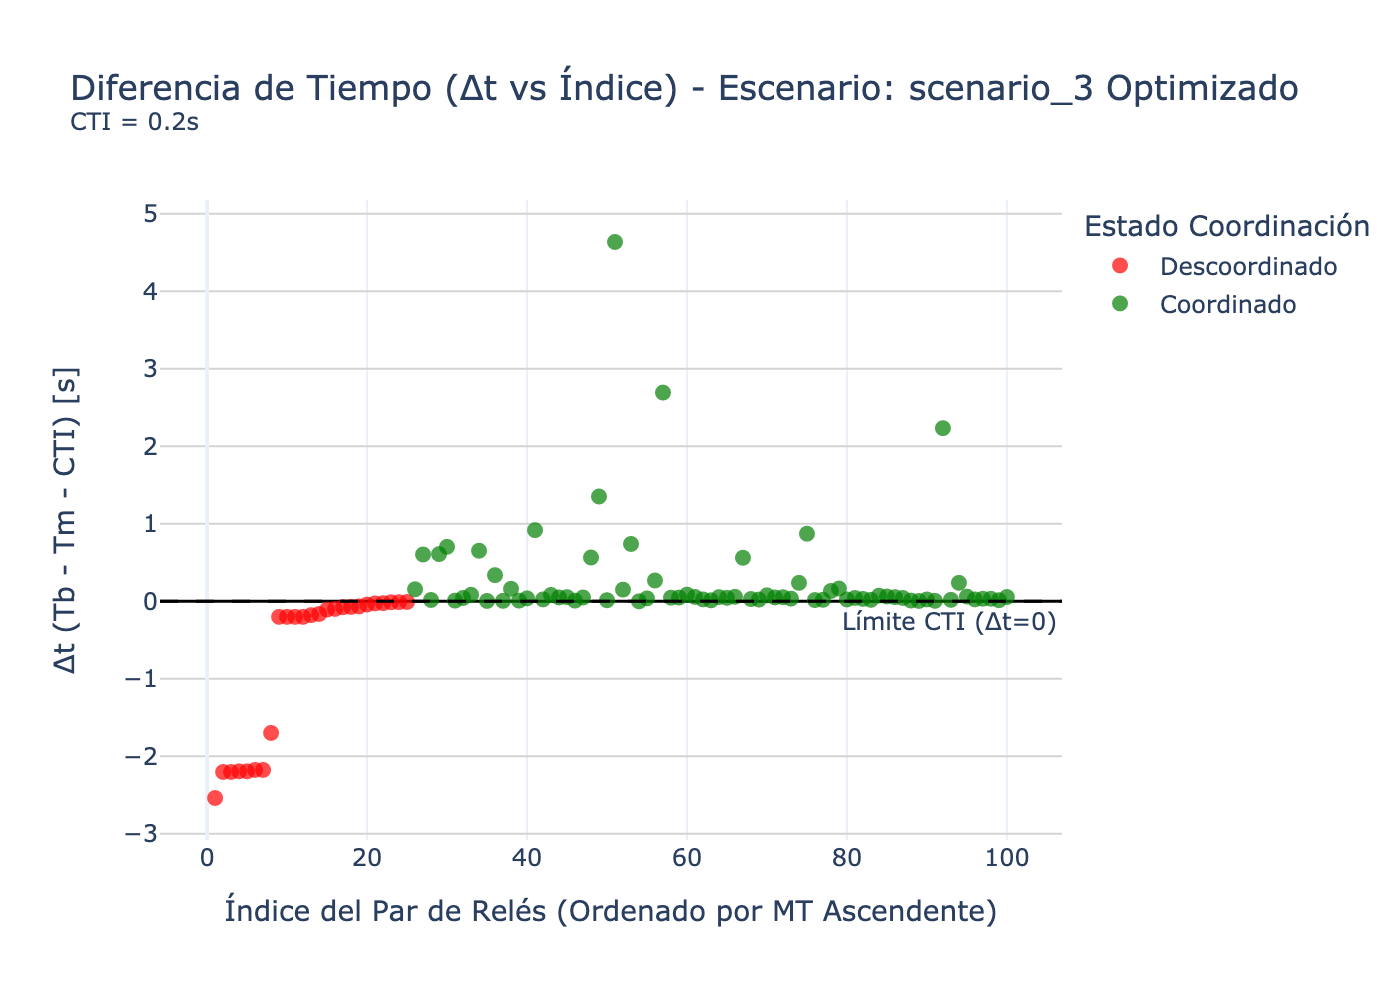 Diferencia de Tiempo (Δt vs Índice) - Escenario: scenario_3 Optimizado
CTI = 0.2s
Estado Coordinación
Descoordinado
Coordinado
Δt (Tb - Tm - CTI) [s]
5
4
3
2
1
0
−1
−2
−3
Límite CTI (Δt=0)
0 20 40 60 80 100
Índice del Par de Relés (Ordenado por MT Ascendente)